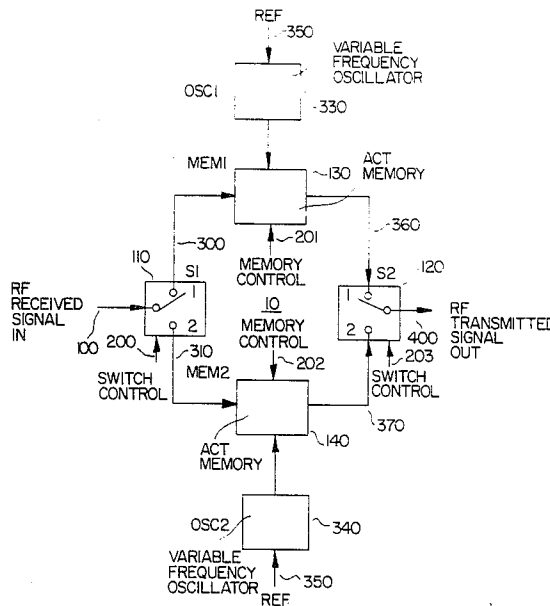 REF
350
VARIABLE
FREQUENCY
OSCILLATOR
OSC1
330
MEM1
130
ACT
MEMORY
360
300
201
MEMORY
CONTROL
110
S1
1
2
RF
RECEIVED
SIGNAL
IN
100
200
310
SWITCH
CONTROL
10
MEMORY
CONTROL
202
S2
120
1
2
400
RF
TRANSMITTED
SIGNAL
OUT
203
SWITCH
CONTROL
370
MEM2
ACT
MEMORY
140
OSC2
340
VARIABLE
FREQUENCY
OSCILLATOR
350
REF